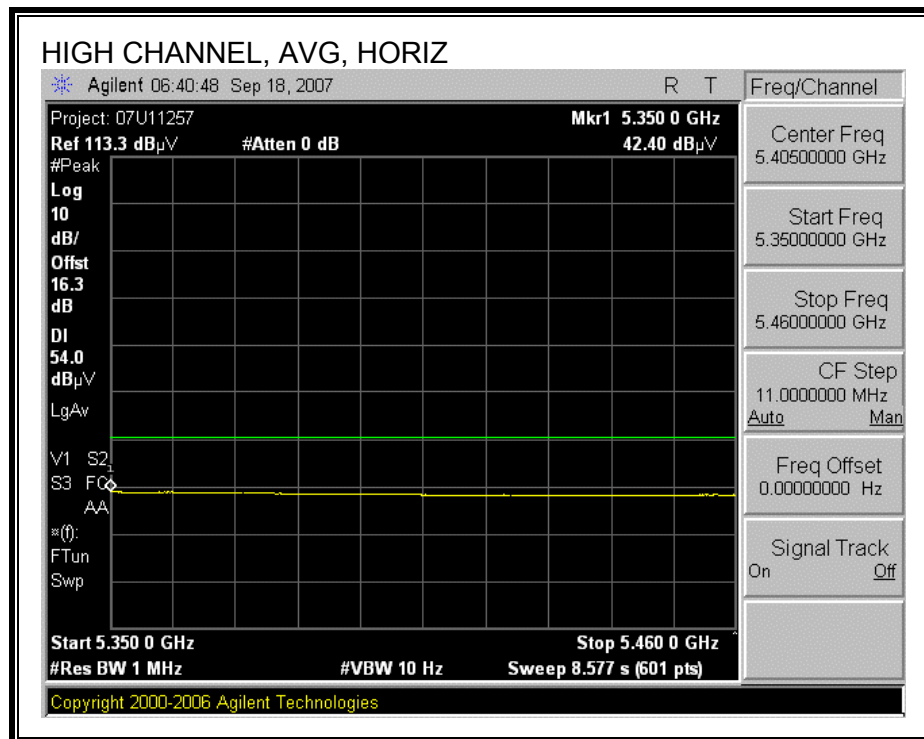 HIGH CHANNEL, AVG, HORIZ
Agilent 06:40:48 Sep 18, 2007 R T
Project: 07U11257 Mkr1 5.350 0 GHz
Ref 113.3 dBµV #Atten 0 dB 42.40 dBµV
#Peak
Log
10
dB/
Offst
16.3
dB
DI
54.0
dBµV
LgAv
V1 S2
S3 FC
AA
¤(f):
FTun
Swp
1
Start 5.350 0 GHz Stop 5.460 0 GHz
#Res BW 1 MHz #VBW 10 Hz Sweep 8.577 s (601 pts)
Freq/Channel
Center Freq
5.40500000 GHz
Start Freq
5.35000000 GHz
Stop Freq
5.46000000 GHz
CF Step
11.0000000 MHz
Auto Man
Freq Offset
0.00000000 Hz
Signal Track
On Off
Copyright 2000-2006 Agilent Technologies